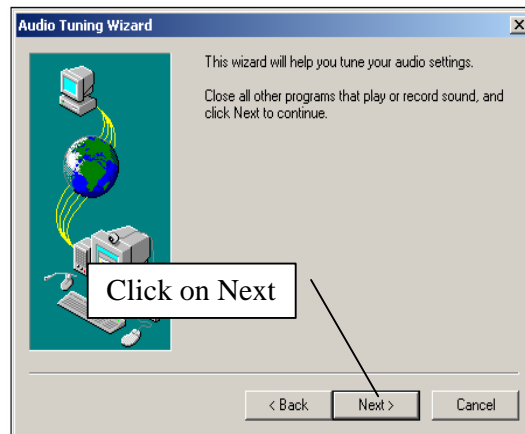 Audio Tuning Wizard
This wizard will help you tune your audio settings.
Close all other programs that play or record sound, and
click Next to continue.
Click on Next
< Back Next > Cancel